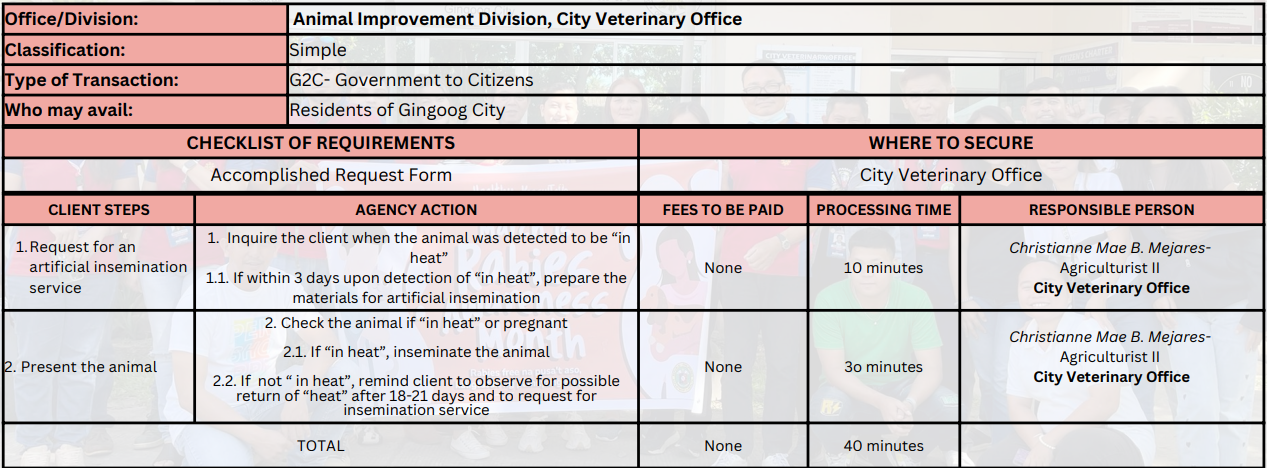 Office/Division: Animal Improvement Division, City Veterinary Office
Classification: Simple
Type of Transaction: G2C- Government to Citizens
Who may avail: Residents of Gingoog City
CHECKLIST OF REQUIREMENTS WHERE TO SECURE
Accomplished Request Form City Veterinary Office
CLIENT STEPS AGENCY ACTION FEES TO BE PAID PROCESSING TIME RESPONSIBLE PERSON
1. Request for an
artificial insemination
service
1. Inquire the client when the animal was detected to be “in
heat”
1.1. If within 3 days upon detection of “in heat”, prepare the
materials for artificial insemination
None
10 minutes
Christianne Mae B. Mejares-
Agriculturist II
City Veterinary Office
2. Present the animal
2. Check the animal if “in heat” or pregnant
2.1. If “in heat”, inseminate the animal
2.2. If not “ in heat”, remind client to observe for possible
return of “heat” after 18-21 days and to request for
insemination service
None
3o minutes
Christianne Mae B. Mejares-
Agriculturist II
City Veterinary Office
TOTAL None 40 minutes
Rabies
Awareness
Month